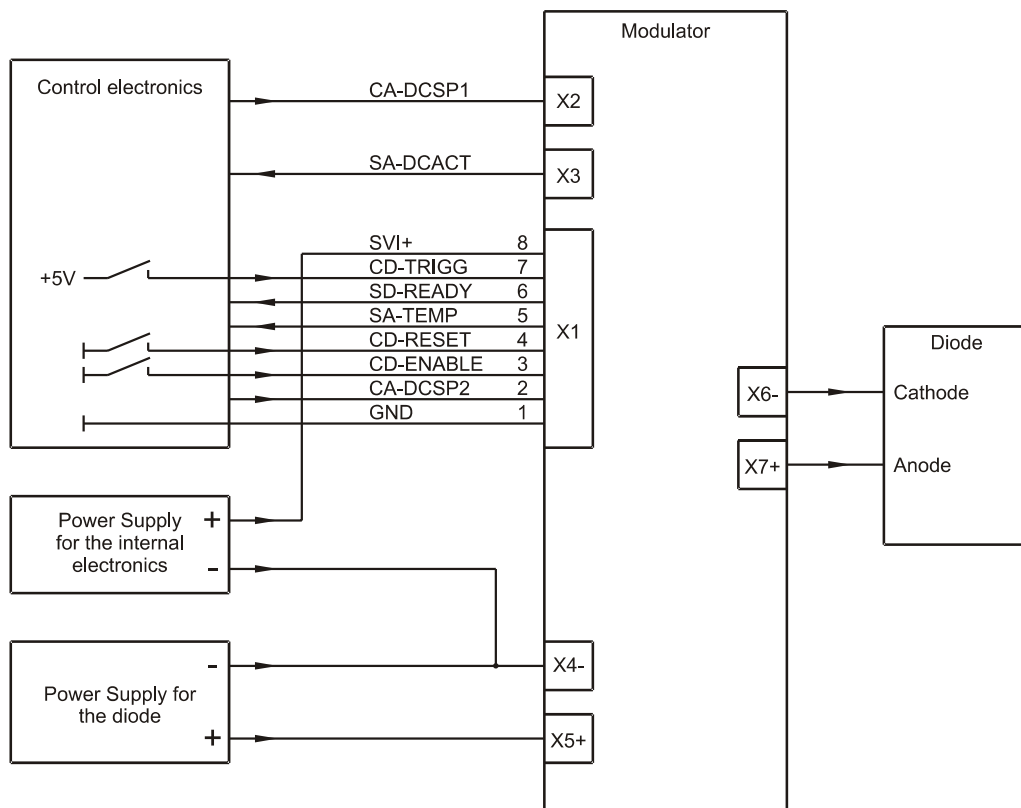 Modulator
Control electronics
CA-DCSP1
X2
SA-DCACT
X3
SVI+ 8
+5V
CD-TRIGG 7
SD-READY 6
SA-TEMP 5
X1
CD-RESET 4
CD-ENABLE 3
CA-DCSP2 2
GND 1
Diode
X6-
Cathode
X7+
Anode
Power Supply
for the internal
electronics
+
-
X4-
-
Power Supply for
the diode
+
X5+